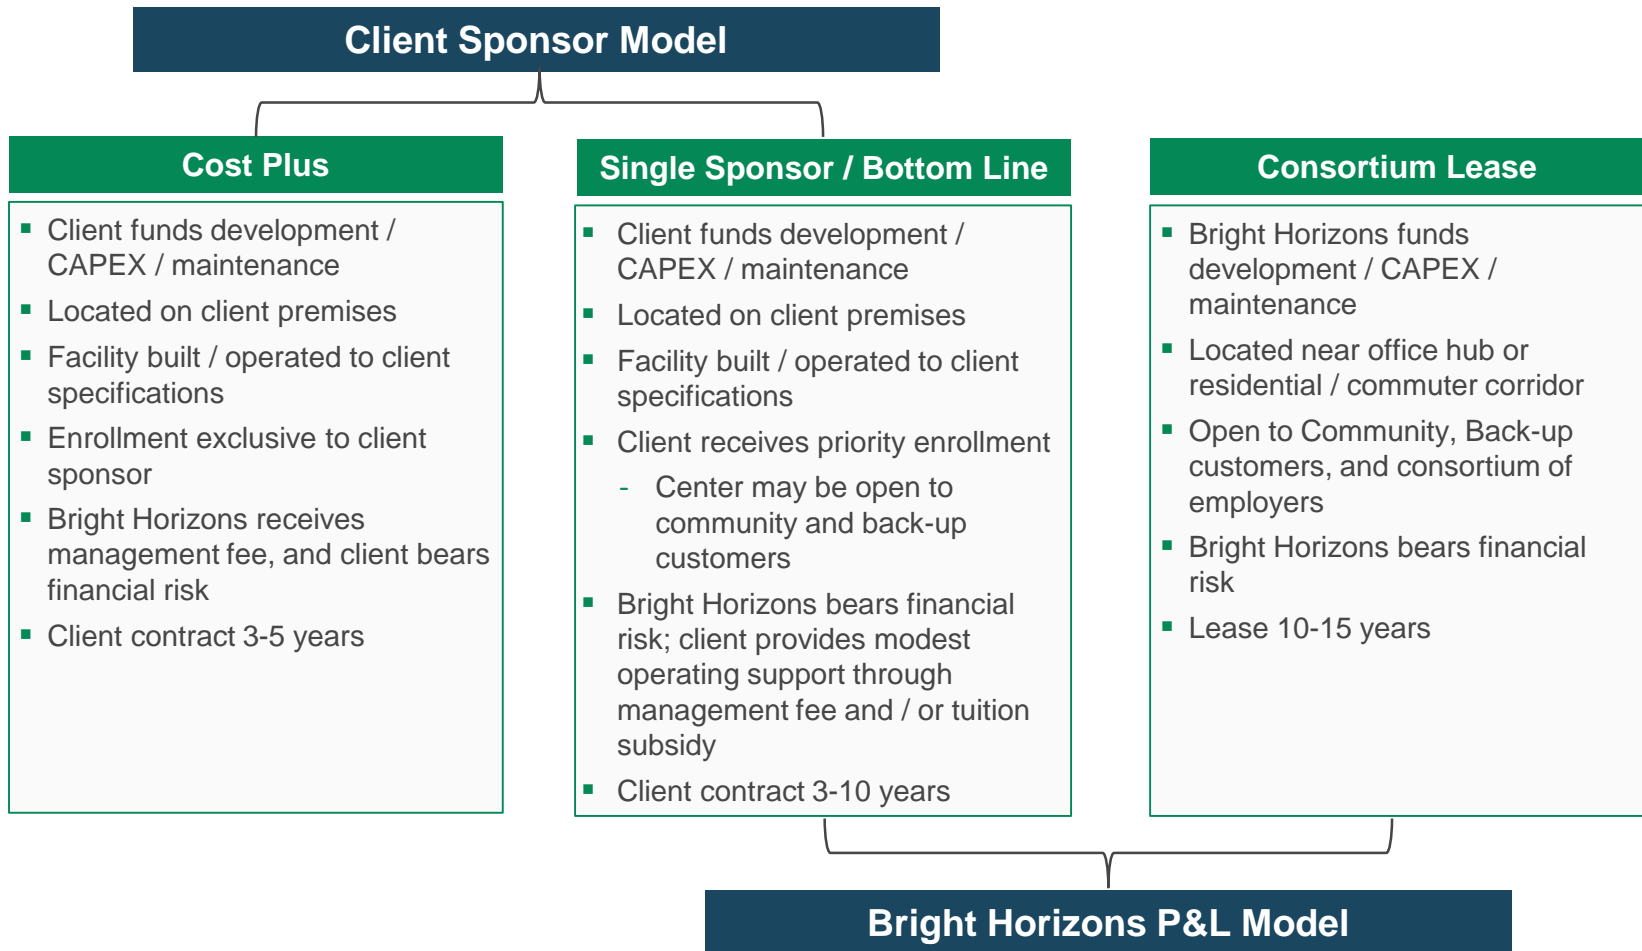 Client Sponsor Model
Cost Plus
▪ Client funds development /
CAPEX / maintenance
▪ Located on client premises
▪ Facility built / operated to client
specifications
▪ Enrollment exclusive to client
sponsor
▪ Bright Horizons receives
management fee, and client bears
financial risk
▪ Client contract 3-5 years
Single Sponsor / Bottom Line
▪ Client funds development /
CAPEX / maintenance
▪ Located on client premises
▪ Facility built / operated to client
specifications
▪ Client receives priority enrollment
- Center may be open to
community and back-up
customers
▪ Bright Horizons bears financial
risk; client provides modest
operating support through
management fee and / or tuition
subsidy
▪ Client contract 3-10 years
Consortium Lease
▪ Bright Horizons funds
development / CAPEX /
maintenance
▪ Located near office hub or
residential / commuter corridor
▪ Open to Community, Back-up
customers, and consortium of
employers
▪ Bright Horizons bears financial
risk
▪ Lease 10-15 years
Bright Horizons P&L Model